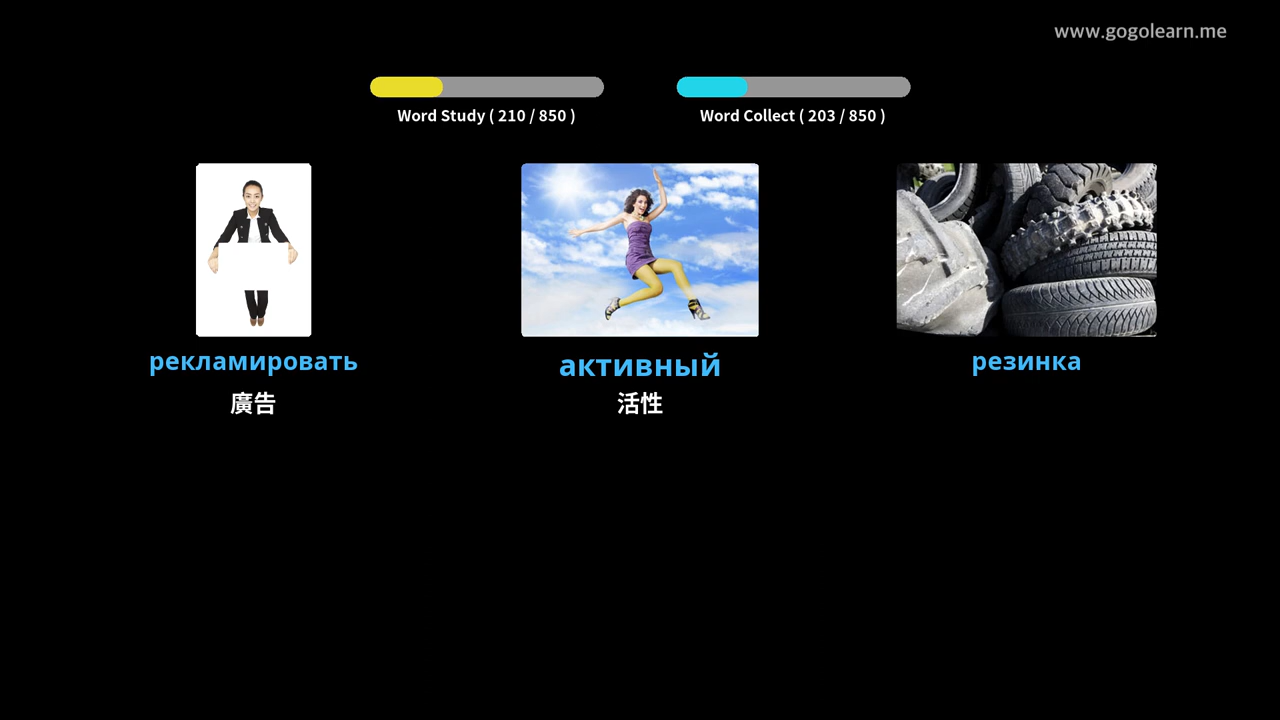 www.gogolearn.me
Word Study ( 210 / 850 )
Word Collect ( 203 / 850 )
рекламировать
активный
резинка
廣告
活性